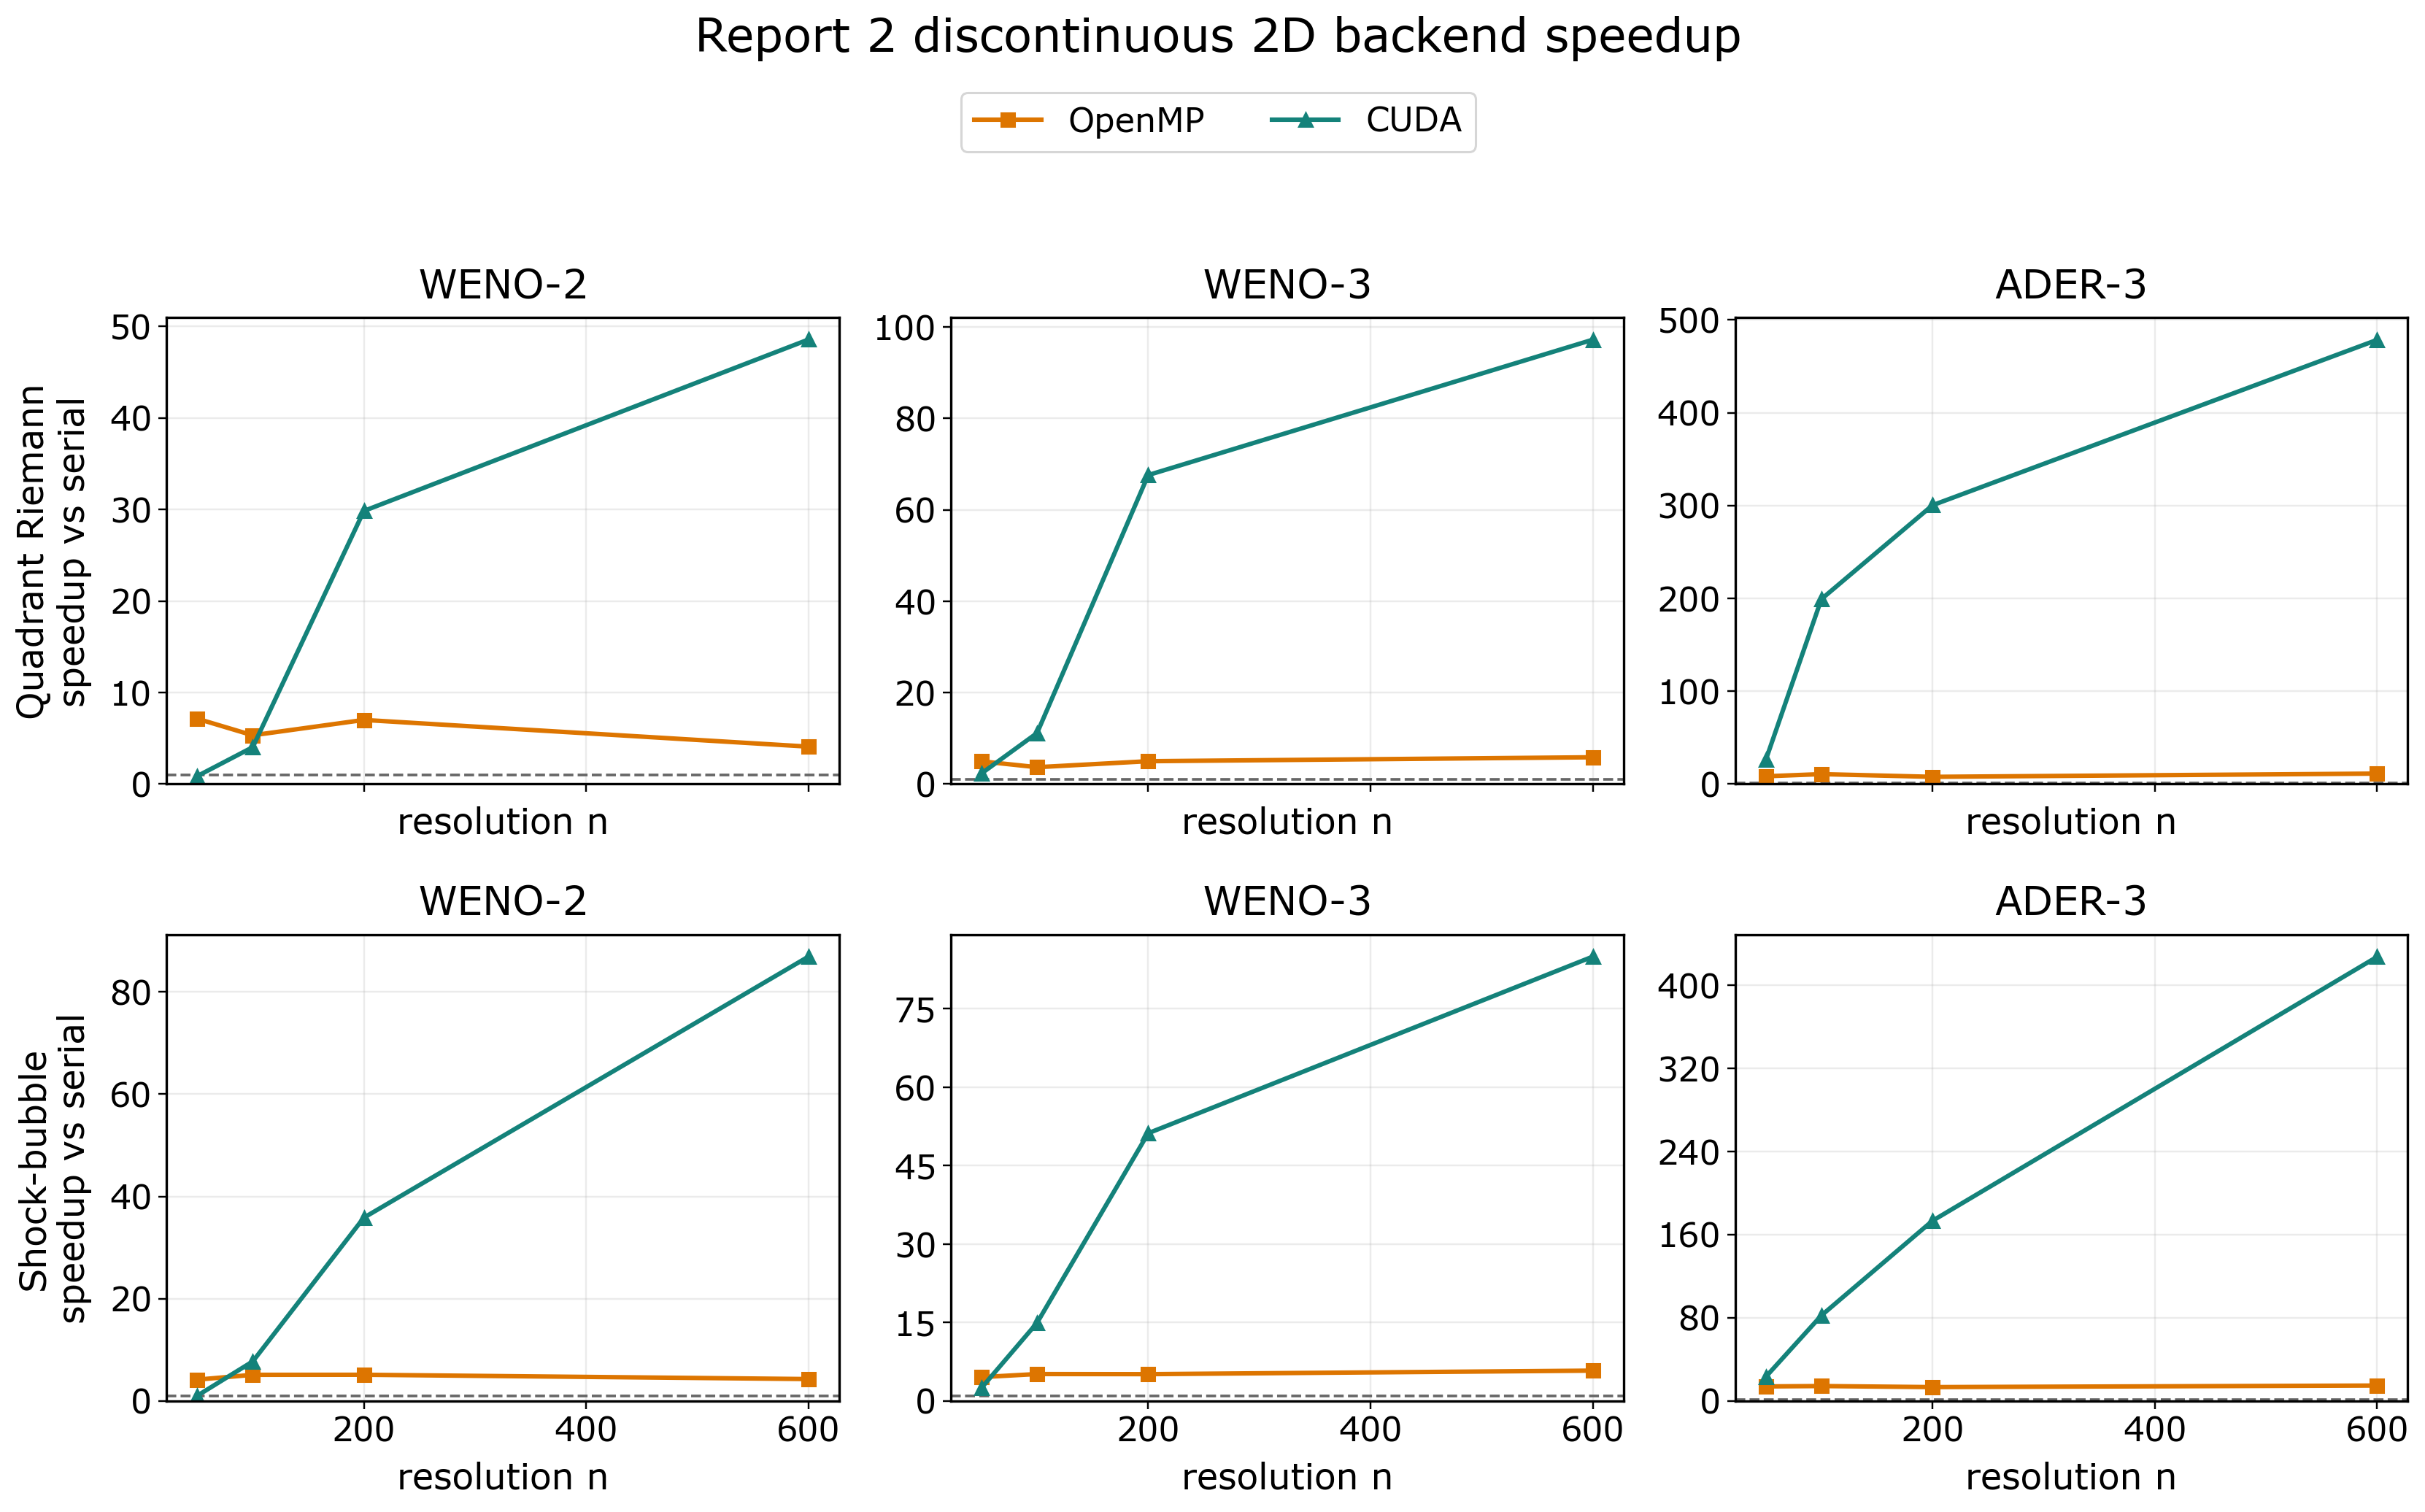 Report 2 discontinuous 2D backend speedup
OpenMP CUDA
WENO-2 WENO-3 ADER-3
Quadrant Riemann
speedup vs serial
50
40
30
20
10
0
resolution n
100
80
60
40
20
0
resolution n
500
400
300
200
100
0
resolution n
WENO-2 WENO-3 ADER-3
Shock-bubble
speedup vs serial
80
60
40
20
0
200 400 600
resolution n
75
60
45
30
15
0
200 400 600
resolution n
400
320
240
160
80
0
200 400 600
resolution n